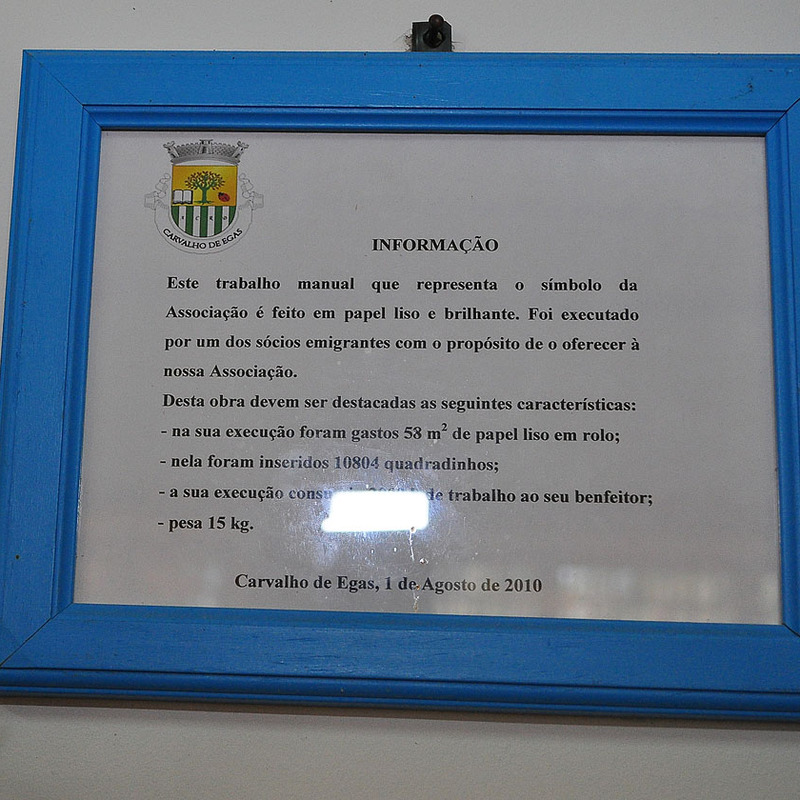 CARVALHO DE EGAS
INFORMAÇÃO
Este trabalho manual que representa o símbolo da
Associação é feito em papel liso e brilhante. Foi executado
por um dos sócios emigrantes com o propósito de o oferecer à
nossa Associação.
Desta obra devem ser destacadas as seguintes características:
- na sua execução foram gastos 58 m² de papel liso em rolo;
- nela foram inseridos 10804 quadradinhos;
- a sua execução de trabalho ao seu benfeitor;
- pesa 15 kg.
Carvalho de Egas, 1 de Agosto de 2010